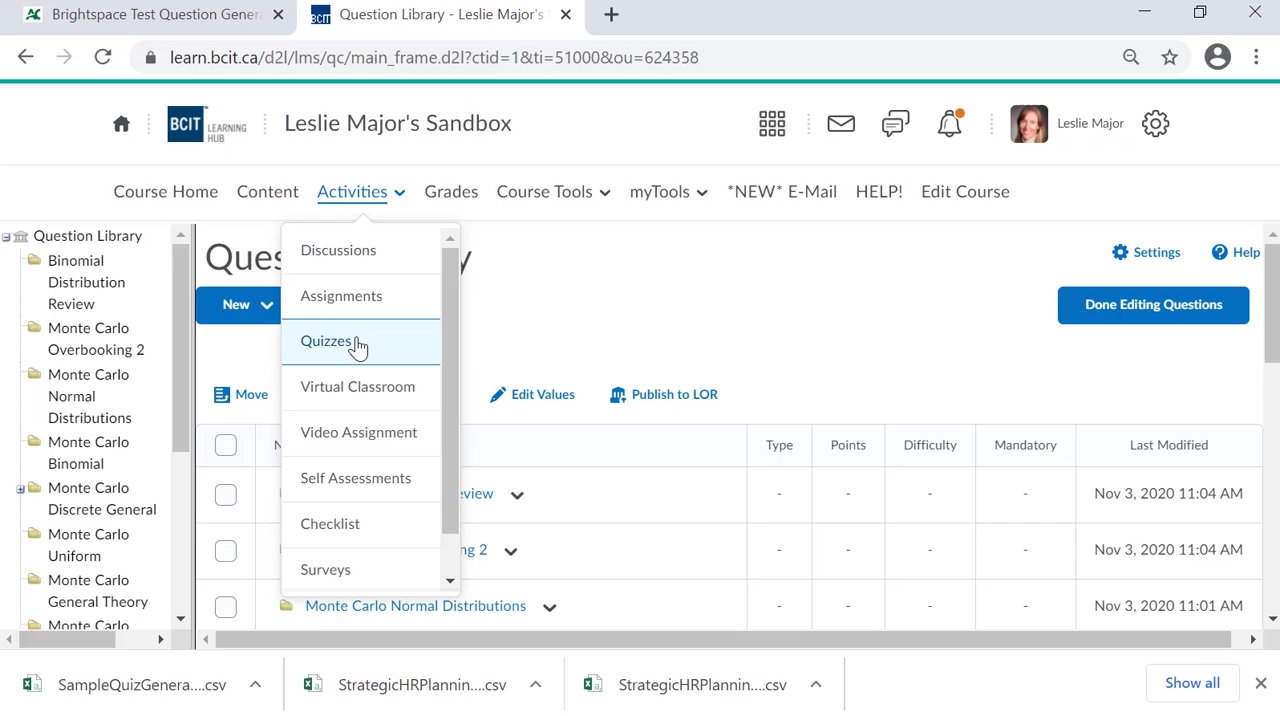 Brightspace Test Question Genera
Question Library - Leslie Major's
learn.bcit.ca/d2l/lms/qc/main_frame.d2l?ctid=1&ti=51000&ou=624358
BCIT LEARNING HUB
Leslie Major's Sandbox
Leslie Major
Course Home
Content
Activities
Grades
Course Tools
myTools
*NEW* E-Mail
HELP!
Edit Course
Question Library
Binomial
Distribution
Review
Monte Carlo
Overbooking 2
Monte Carlo
Normal
Distributions
Monte Carlo
Binomial
Monte Carlo
Discrete General
Monte Carlo
Uniform
Monte Carlo
General Theory
Monte Carlo
Discussions
Assignments
Quizzes
Virtual Classroom
Video Assignment
Self Assessments
Checklist
Surveys
Ques y
Settings
Help
New
Done Editing Questions
Move
Edit Values
Publish to LOR
N Type Points Difficulty Mandatory Last Modified
eview - - - - Nov 3, 2020 11:04 AM
ng 2 - - - - Nov 3, 2020 11:04 AM
Monte Carlo Normal Distributions - - - - Nov 3, 2020 11:01 AM
SampleQuizGenera....csv
StrategicHRPlannin....csv
StrategicHRPlannin....csv
Show all